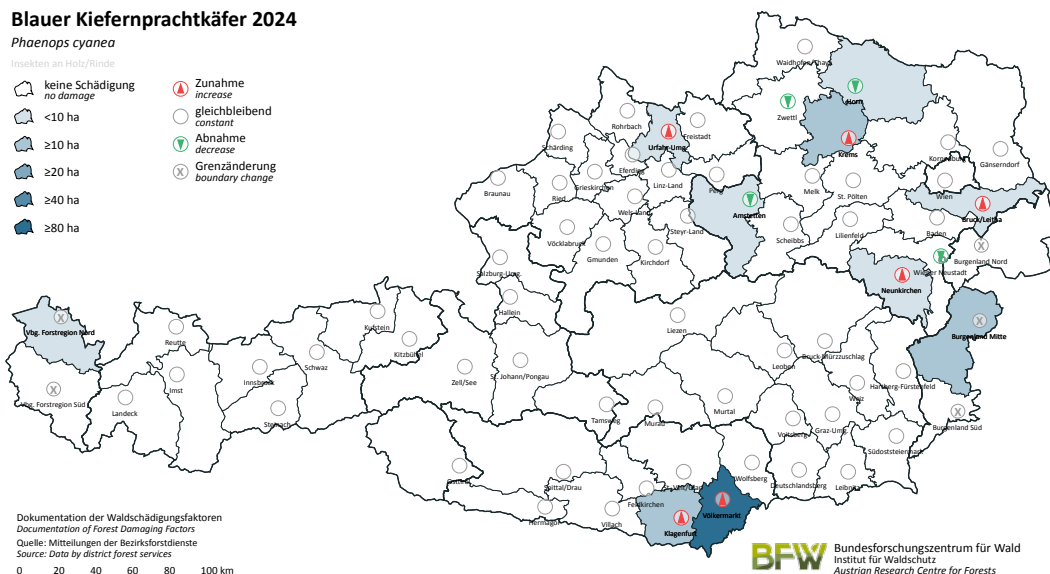 Blauer Kiefernprachtkäfer 2024
Phaenops cyanea
Insekten an Holz/Rinde
keine Schädigung
no damage
<10 ha
≥10 ha
≥20 ha
≥40 ha
≥80 ha
Zunahme
increase
gleichbleibend
constant
Abnahme
decrease
Grenzänderung
boundary change
Waidhofen/Thaya
Horn
Zwettl
Krems
Rohrbach
Freistadt
Urfahr-Umg.
Schärding
Eferding
Grieskirchen
Linz-Land
Perg
Braunau
Ried
Wels-Land
Steyr-Land
Amstetten
Melk
St. Pölten
Korneuburg
Gänserndorf
Wien
Bruck/Leitha
Baden
Vöcklabruck
Gmunden
Kirchdorf
Scheibbs
Lilienfeld
Burgenland Nord
Wiener Neustadt
Neunkirchen
Salzburg-Umg.
Hallein
Liezen
Burgenland Mitte
Vbg. Forstregion Nord
Reutte
Kufstein
Kitzbühel
Schwaz
Innsbruck
Imst
Zell/See
St. Johann/Pongau
Leoben
Bruck-Mürzzuschlag
Hartberg-Fürstenfeld
Weiz
Vbg. Forstregion Süd
Landeck
Steinach
Tamsweg
Murau
Murtal
Voitsberg
Graz-Umg.
Burgenland Süd
Südoststeiermark
Osttirol
Spittal/Drau
St. Veit/Glan
Wolfsberg
Deutschlandsberg
Leibnitz
Hermagor
Villach
Feldkirchen
Klagenfurt
Völkermarkt
Dokumentation der Waldschädigungsfaktoren
Documentation of Forest Damaging Factors
Quelle: Mitteilungen der Bezirksforstdienste
Source: Data by district forest services
0 20 40 60 80 100 km
BFW
Bundesforschungszentrum für Wald
Institut für Waldschutz
Austrian Research Centre for Forests